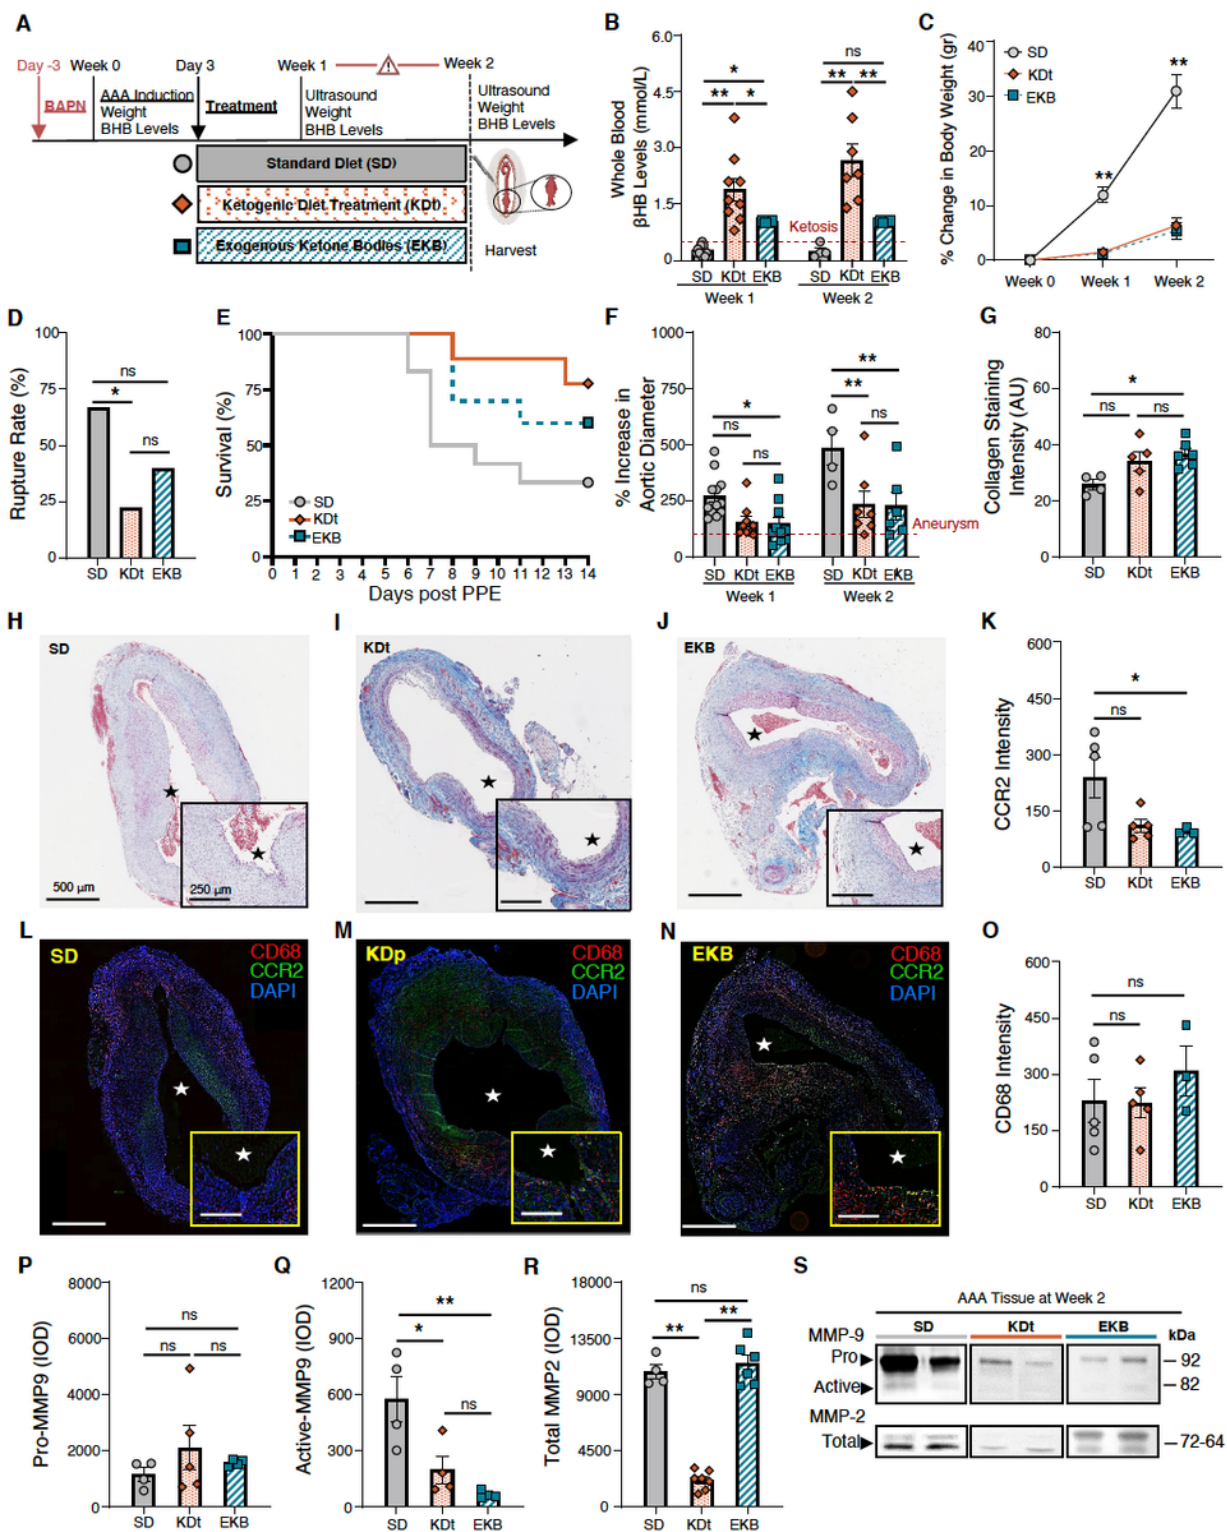 A
Day -3 Week 0 Day 3 Week 1 Week 2
BAPN
AAA Induction
Weight
BHB Levels
Treatment
Ultrasound
Weight
BHB Levels
Ultrasound
Weight
BHB Levels
Standard Diet (SD)
Ketogenic Diet Treatment (KDt)
Exogenous Ketone Bodies (EKB)
Harvest
B
Whole Blood
βHB Levels (mmol/L)
6.0
4.5
3.0
1.5
0
*
** *
ns
** **
Ketosis
SD KDt EKB SD KDt EKB
Week 1 Week 2
C
% Change in Body Weight (gr)
40
30
20
10
0
SD
KDt
EKB
**
**
Week 0 Week 1 Week 2
D
Rupture Rate (%)
100
75
50
25
0
ns
*
ns
SD KDt EKB
E
Survival (%)
100
75
50
25
0
SD
KDt
EKB
0 1 2 3 4 5 6 7 8 9 10 11 12 13 14
Days post PPE
F
% Increase in
Aortic Diameter
1000
750
500
250
0
*
ns
ns
**
**
ns
Aneurysm
SD KDt EKB SD KDt EKB
Week 1 Week 2
G
Collagen Staining
Intensity (AU)
80
60
40
20
0
*
ns ns
SD KDt EKB
H
SD
500 µm
250 µm
I
KDt
J
EKB
K
CCR2 Intensity
600
450
300
150
0
*
ns
SD KDt EKB
L
SD
CD68
CCR2
DAPI
M
KDp
CD68
CCR2
DAPI
N
EKB
CD68
CCR2
DAPI
O
CD68 Intensity
600
450
300
150
0
ns
ns
SD KDt EKB
P
Pro-MMP9 (IOD)
8000
6000
4000
2000
0
ns
ns ns
SD KDt EKB
Q
Active-MMP9 (IOD)
1200
900
600
300
0
**
*
ns
SD KDt EKB
R
Total MMP2 (IOD)
18000
13500
9000
4500
0
ns
** **
SD KDt EKB
S
AAA Tissue at Week 2
SD KDt EKB kDa
MMP-9
Pro 92
Active 82
MMP-2
Total 72-64